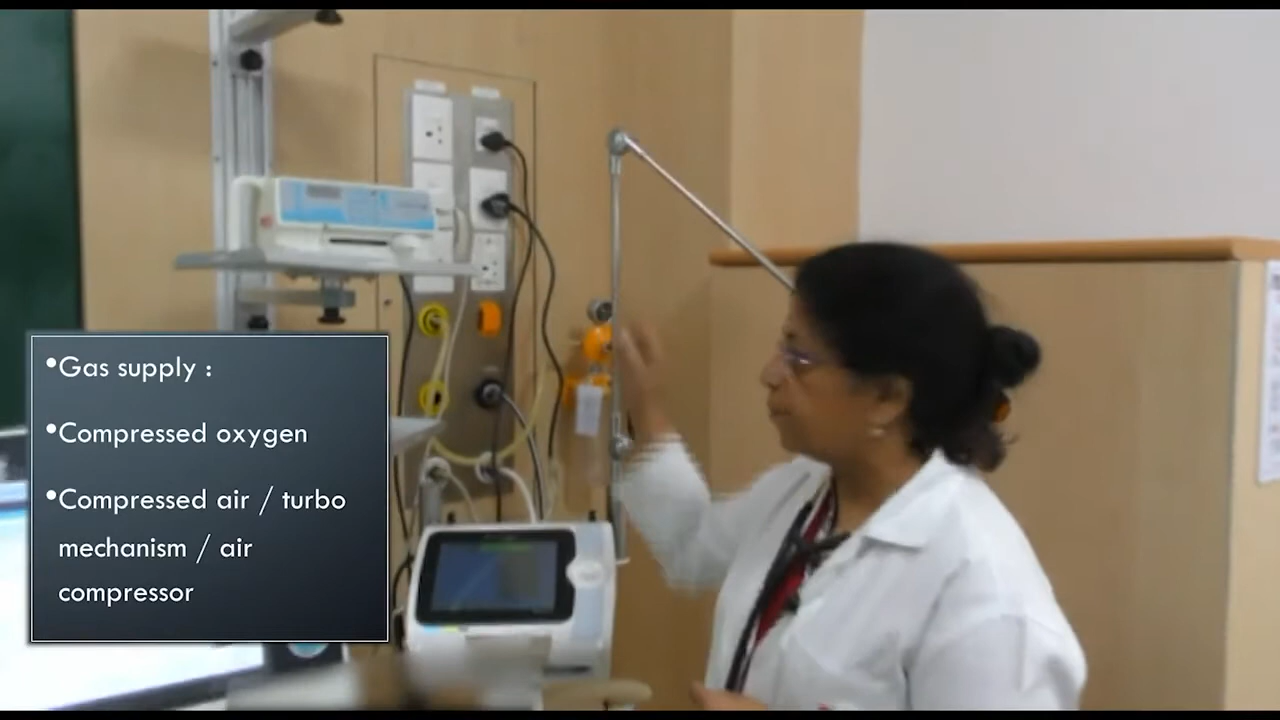 •Gas supply :
•Compressed oxygen
•Compressed air / turbo
mechanism / air
compressor